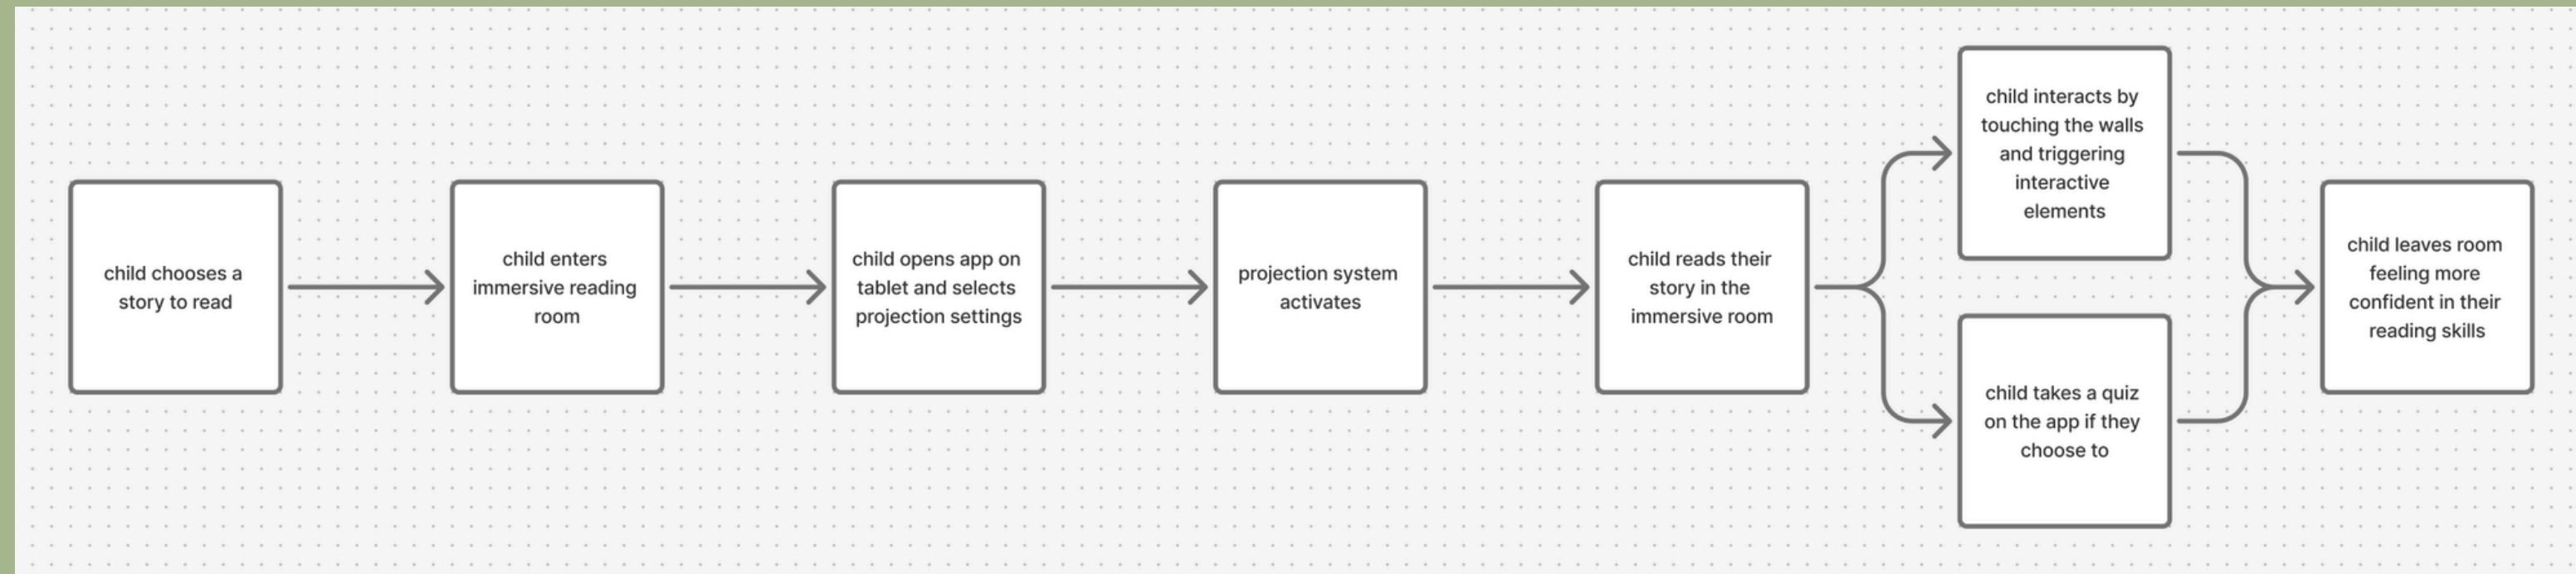 child chooses a
story to read
child enters
immersive reading
room
child opens app on
tablet and selects
projection settings
projection system
activates
child reads their
story in the
immersive room
child interacts by
touching the walls
and triggering
interactive
elements
child takes a quiz
on the app if they
choose to
child leaves room
feeling more
confident in their
reading skills